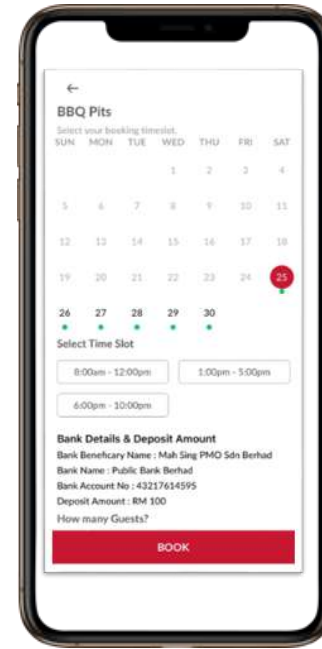 BBQ Pits
Select your booking timeslot.
SUN MON TUE WED THU FRI SAT
1 2 3 4
5 6 7 8 9 10 11
12 13 14 15 16 17 18
19 20 21 22 23 24 25
26 27 28 29 30
Select Time Slot
8:00am - 12:00pm 1:00pm - 5:00pm
6:00pm - 10:00pm
Bank Details & Deposit Amount
Bank Beneficary Name : Mah Sing PMO Sdn Berhad
Bank Name : Public Bank Berhad
Bank Account No : 43217614595
Deposit Amount : RM 100
How many Guests?
BOOK